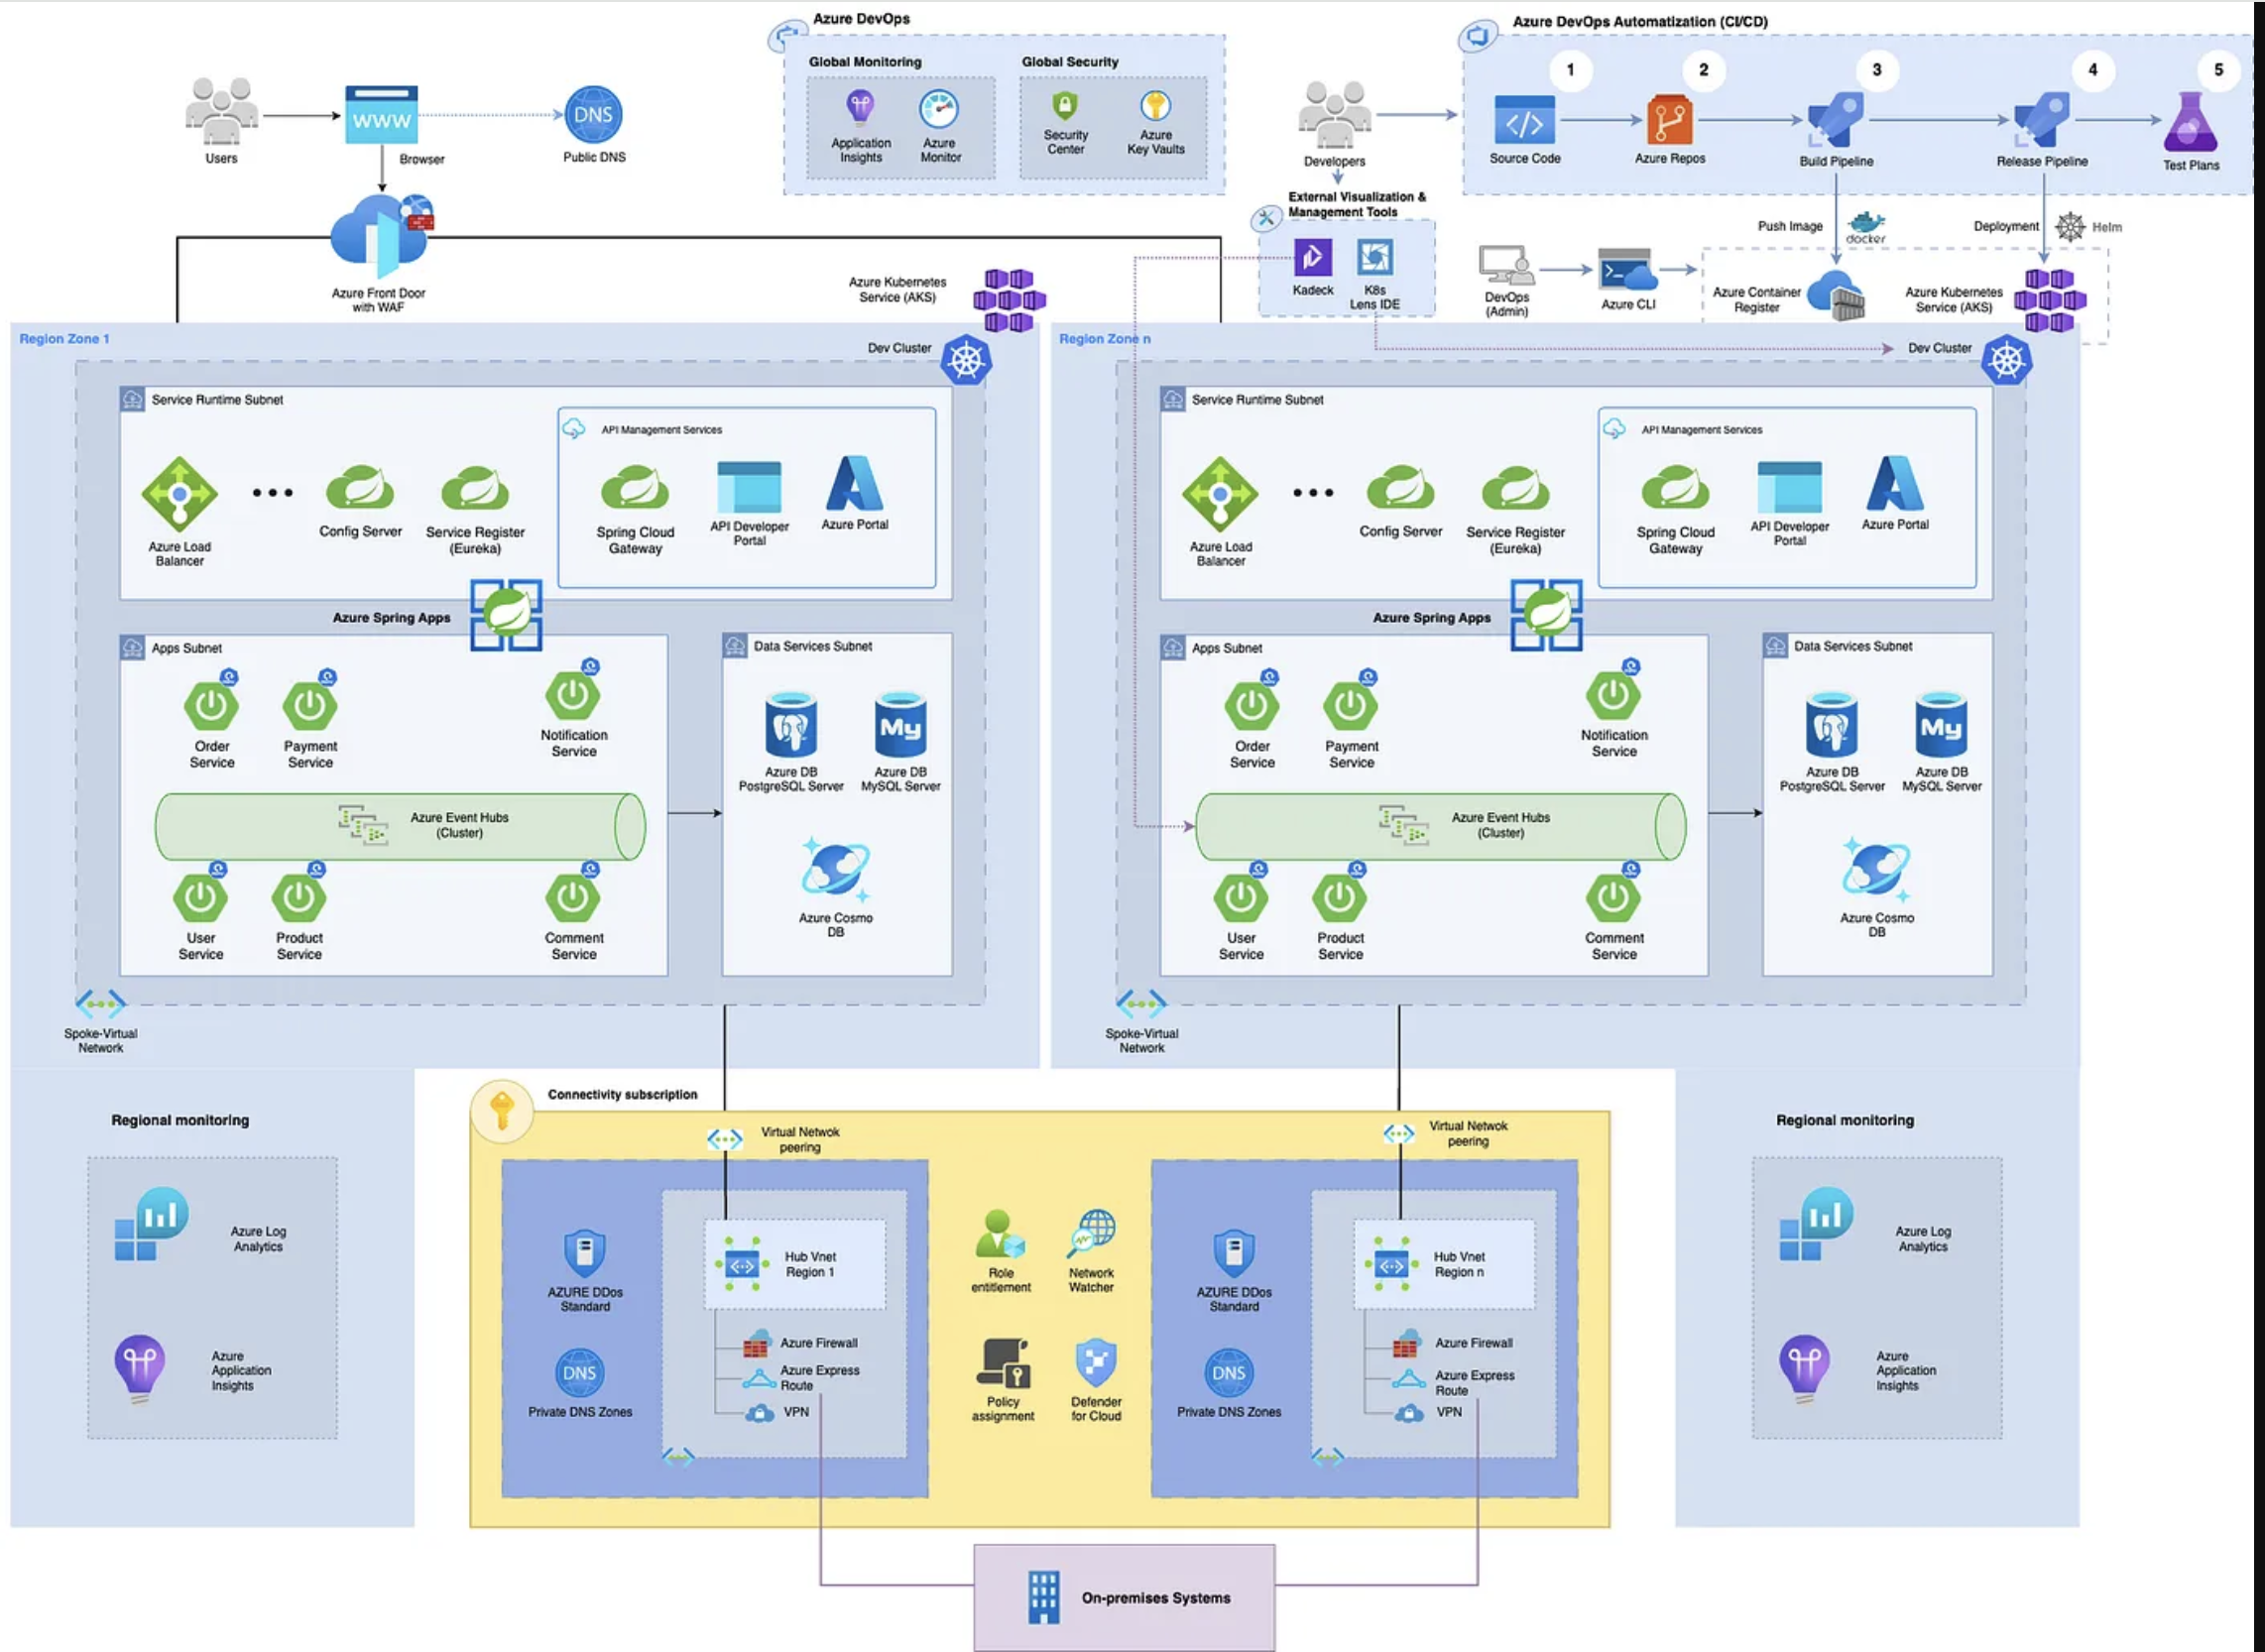 Azure DevOps
Global Monitoring
Global Security
Application
Insights
Azure
Monitor
Security
Center
Azure
Key Vaults
Azure DevOps Automatization (CI/CD)
1
2
3
4
5
Source Code
Azure Repos
Build Pipeline
Release Pipeline
Test Plans
Users
www
Browser
DNS
Public DNS
Developers
External Visualization &
Management Tools
Kadeck
K8s
Lens IDE
Push Image
docker
Deployment
Helm
DevOps
(Admin)
Azure CLI
Azure Container
Register
Azure Kubernetes
Service (AKS)
Azure Front Door
with WAF
Azure Kubernetes
Service (AKS)
Region Zone 1
Dev Cluster
Service Runtime Subnet
API Management Services
Azure Load
Balancer
Config Server
Service Register
(Eureka)
Spring Cloud
Gateway
API Developer
Portal
Azure Portal
Azure Spring Apps
Apps Subnet
Order
Service
Payment
Service
Notification
Service
Azure Event Hubs
(Cluster)
User
Service
Product
Service
Comment
Service
Data Services Subnet
Azure DB
PostgreSQL Server
My
Azure DB
MySQL Server
Azure Cosmo
DB
Spoke-Virtual
Network
Region Zone n
Dev Cluster
Service Runtime Subnet
API Management Services
Azure Load
Balancer
Config Server
Service Register
(Eureka)
Spring Cloud
Gateway
API Developer
Portal
Azure Portal
Azure Spring Apps
Apps Subnet
Order
Service
Payment
Service
Notification
Service
Azure Event Hubs
(Cluster)
User
Service
Product
Service
Comment
Service
Data Services Subnet
Azure DB
PostgreSQL Server
My
Azure DB
MySQL Server
Azure Cosmo
DB
Spoke-Virtual
Network
Regional monitoring
Azure Log
Analytics
Azure
Application
Insights
Connectivity subscription
Virtual Netwok
peering
AZURE DDos
Standard
DNS
Private DNS Zones
Hub Vnet
Region 1
Azure Firewall
Azure Express
Route
VPN
Role
entitlement
Network
Watcher
Policy
assignment
Defender
for Cloud
Virtual Netwok
peering
AZURE DDos
Standard
DNS
Private DNS Zones
Hub Vnet
Region n
Azure Firewall
Azure Express
Route
VPN
Regional monitoring
Azure Log
Analytics
Azure
Application
Insights
On-premises Systems